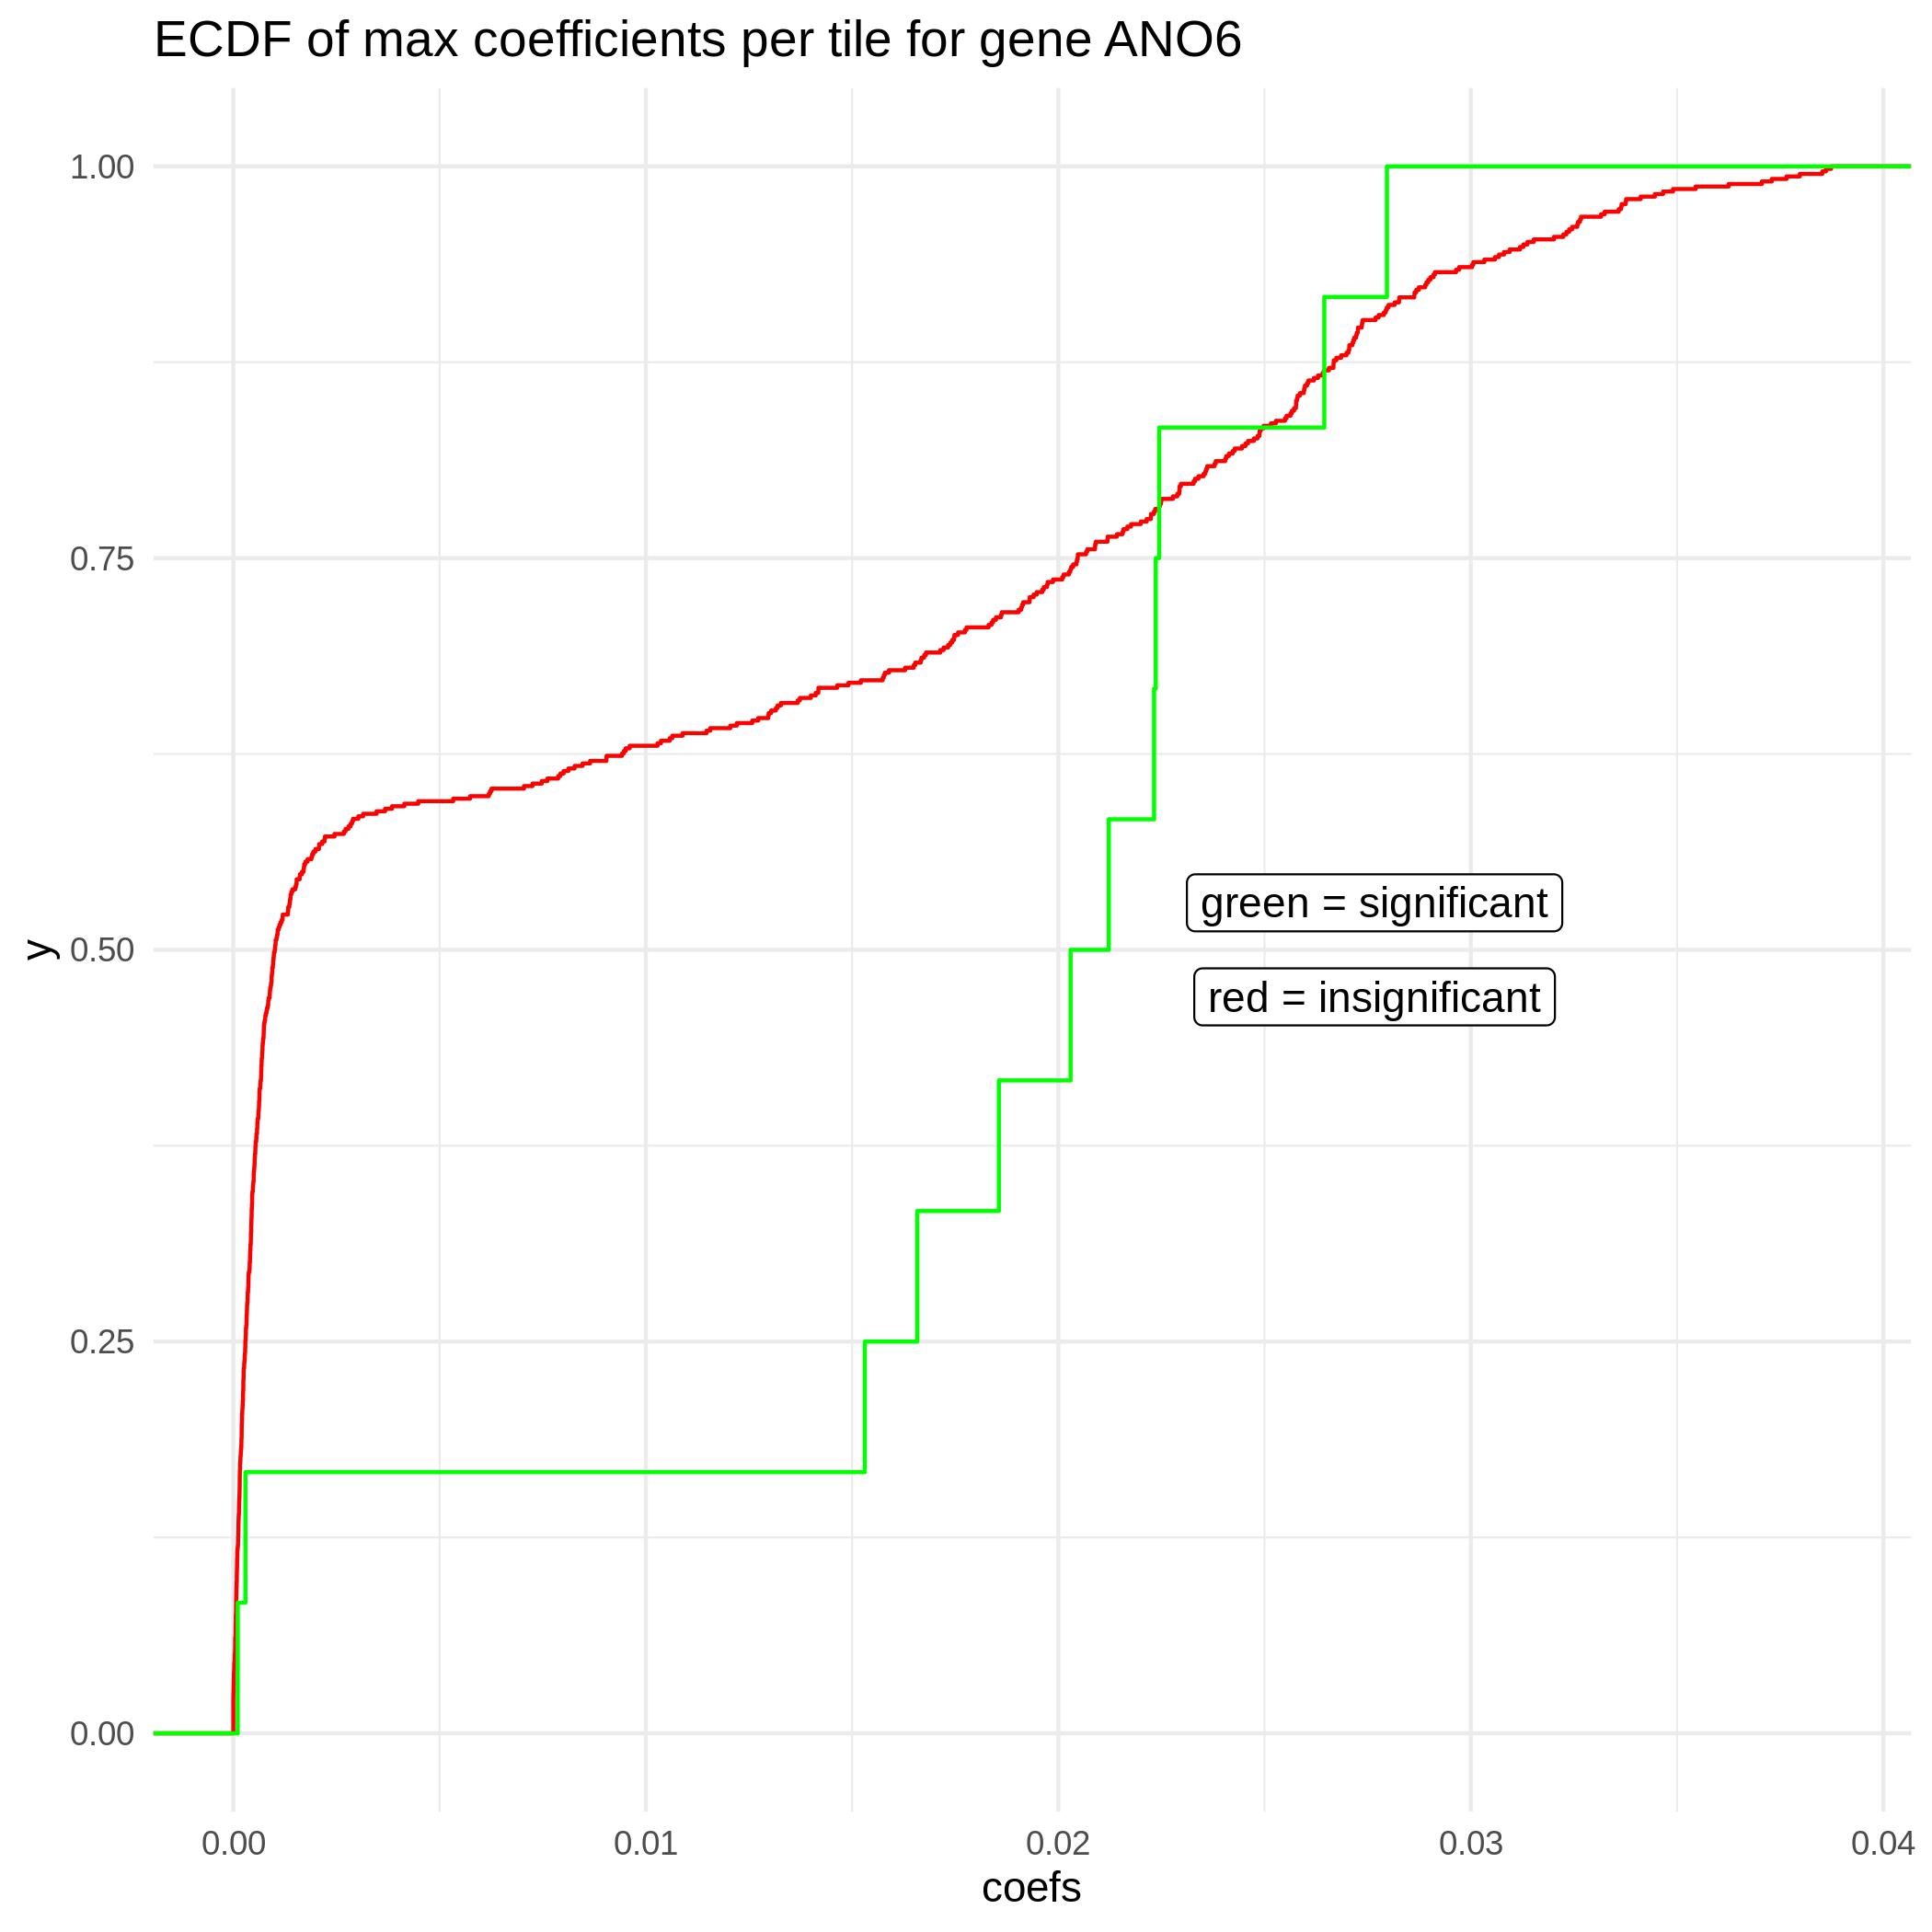 ECDF of max coefficients per tile for gene ANO6
1.00
0.75
y
0.50
0.25
0.00
green = significant
red = insignificant
0.00
0.01
0.02
0.03
0.04
coefs